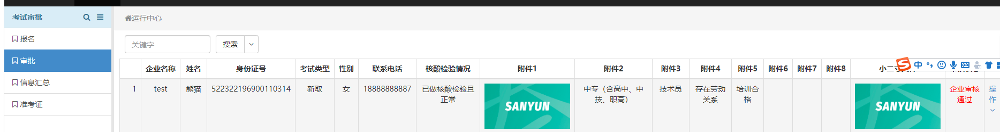 考试审批
运行中心
报名
审批
信息汇总
准考证
关键字 搜索
企业名称 姓名 身份证号 考试类型 性别 联系电话 核酸检验情况 附件1 附件2 附件3 附件4 附件5 附件6 附件7 附件8
S 中
1 test 熊猫 522322196900110314 新取 女 18888888887 已做核酸检验且 SANYUN 中专（含高中、中 技术员 存在劳动 培训合 SANYUN 企业审核 操
正常 技、职高） 关系 格 通过 作